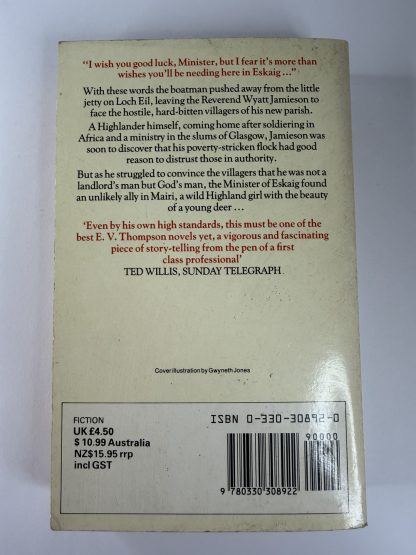 “I wish you good luck, Minister, but I fear it's more than
wishes you'll be needing here in Eskaig ...”
With these words the boatman pushed away from the little
jetty on Loch Eil, leaving the Reverend Wyatt Jamieson to
face the hostile, hard-bitten villagers of his new parish.
A Highlander himself, coming home after soldiering in
Africa and a ministry in the slums of Glasgow, Jamieson was
soon to discover that his poverty-stricken flock had good
reason to distrust those in authority.
But as he struggled to convince the villagers that he was not a
landlord's man but God's man, the Minister of Eskaig found
an unlikely ally in Mairi, a wild Highland girl with the beauty
of a young deer ...
‘Even by his own high standards, this must be one of the
best E. V. Thompson novels yet, a vigorous and fascinating
piece of story-telling from the pen of a first
class professional’
TED WILLIS, SUNDAY TELEGRAPH
Cover illustration by Gwyneth Jones
FICTION
UK £4.50
$ 10.99 Australia
NZ$15.95 rrp
incl GST
ISBN 0-330-30892-0
90000
9 780330 308922